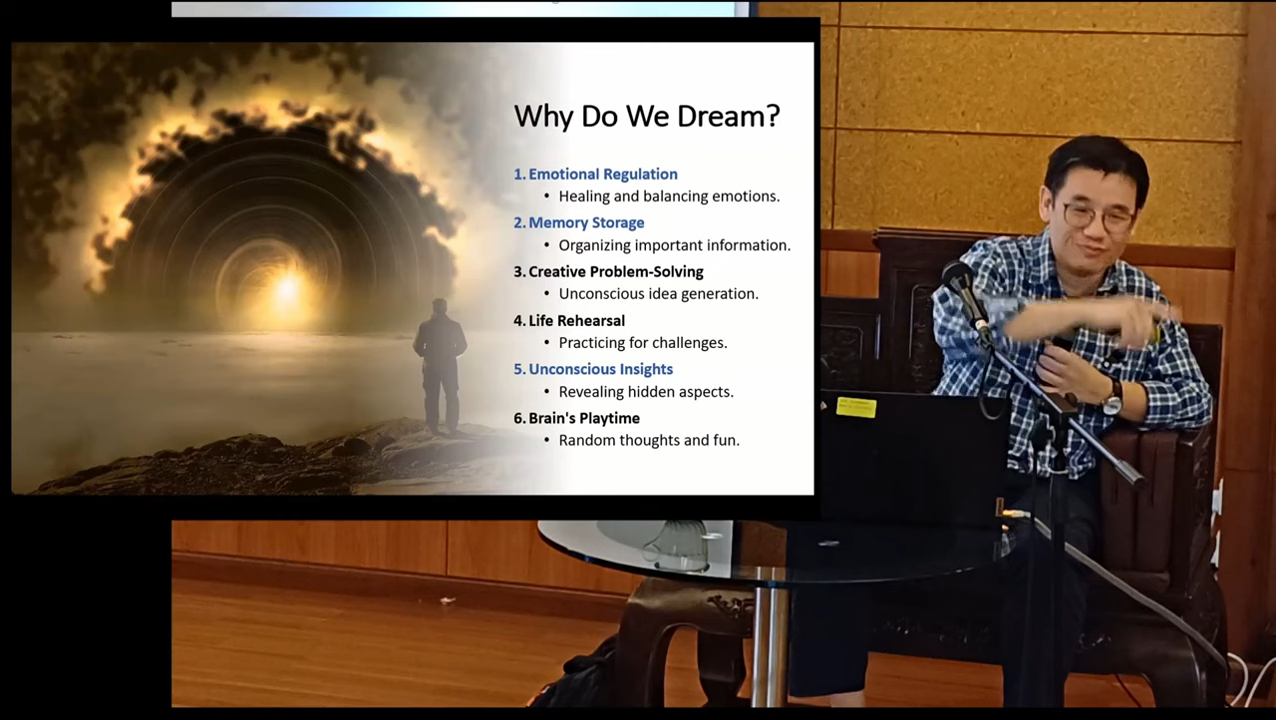 Why Do We Dream?
1. Emotional Regulation
• Healing and balancing emotions.
2. Memory Storage
• Organizing important information.
3. Creative Problem-Solving
• Unconscious idea generation.
4. Life Rehearsal
• Practicing for challenges.
5. Unconscious Insights
• Revealing hidden aspects.
6. Brain's Playtime
• Random thoughts and fun.